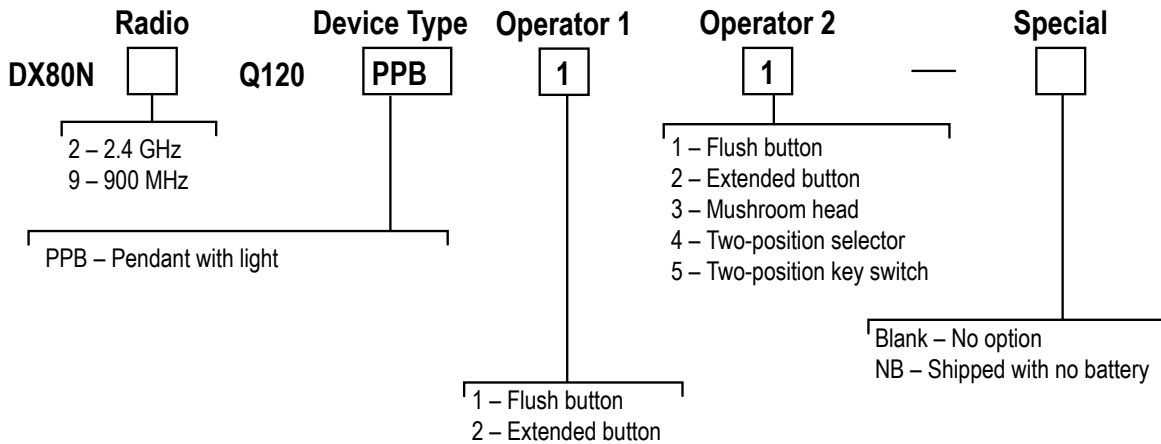 Radio Device Type Operator 1 Operator 2 Special
DX80N Q120 PPB 1 1 —
2 – 2.4 GHz
9 – 900 MHz
1 – Flush button
2 – Extended button
3 – Mushroom head
4 – Two-position selector
5 – Two-position key switch
PPB – Pendant with light
Blank – No option
NB – Shipped with no battery
1 – Flush button
2 – Extended button